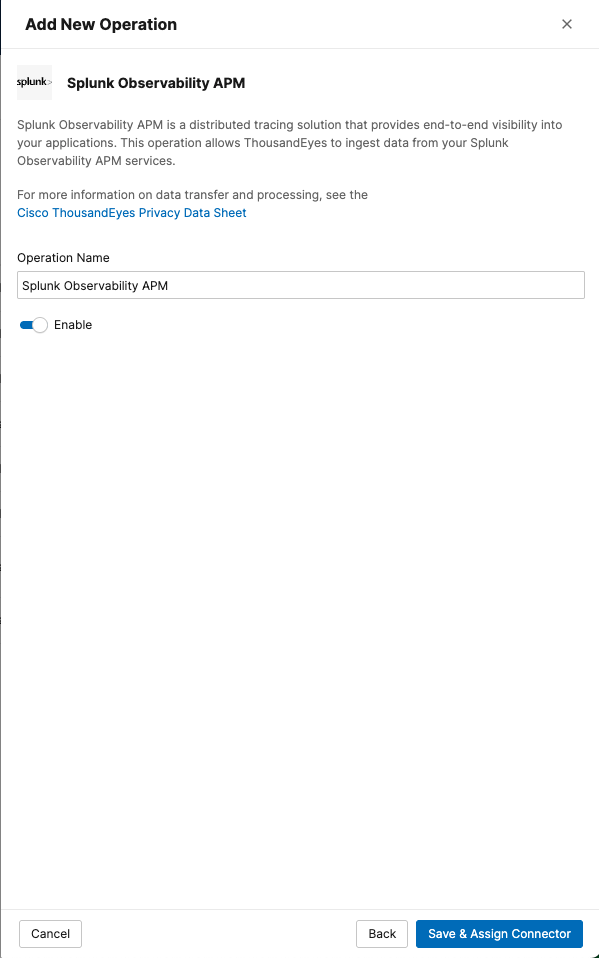 Add New Operation
splunk>
Splunk Observability APM
Splunk Observability APM is a distributed tracing solution that provides end-to-end visibility into
your applications. This operation allows ThousandEyes to ingest data from your Splunk
Observability APM services.
For more information on data transfer and processing, see the
Cisco ThousandEyes Privacy Data Sheet
Operation Name
Splunk Observability APM
Enable
Cancel
Back
Save & Assign Connector